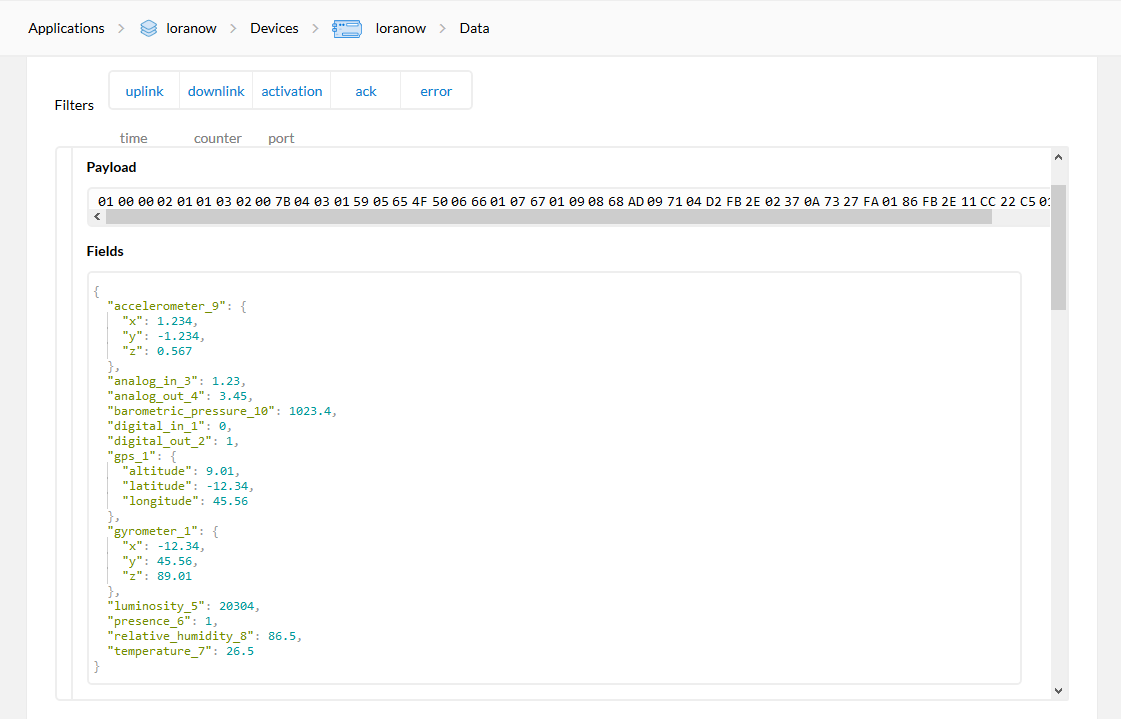 Applications > loranow > Devices > loranow > Data
Filters uplink downlink activation ack error
time counter port
Payload
01 00 00 02 01 01 03 02 00 7B 04 03 01 59 05 65 4F 50 06 66 01 07 67 01 09 08 68 AD 09 71 04 D2 FB 2E 02 37 0A 73 27 FA 01 86 FB 2E 11 CC 22 C5 01
Fields
{
"accelerometer_9": {
"x": 1.234,
"y": -1.234,
"z": 0.567
},
"analog_in_3": 1.23,
"analog_out_4": 3.45,
"barometric_pressure_10": 1023.4,
"digital_in_1": 0,
"digital_out_2": 1,
"gps_1": {
"altitude": 9.01,
"latitude": -12.34,
"longitude": 45.56
},
"gyrometer_1": {
"x": -12.34,
"y": 45.56,
"z": 89.01
},
"luminosity_5": 20304,
"presence_6": 1,
"relative_humidity_8": 86.5,
"temperature_7": 26.5
}